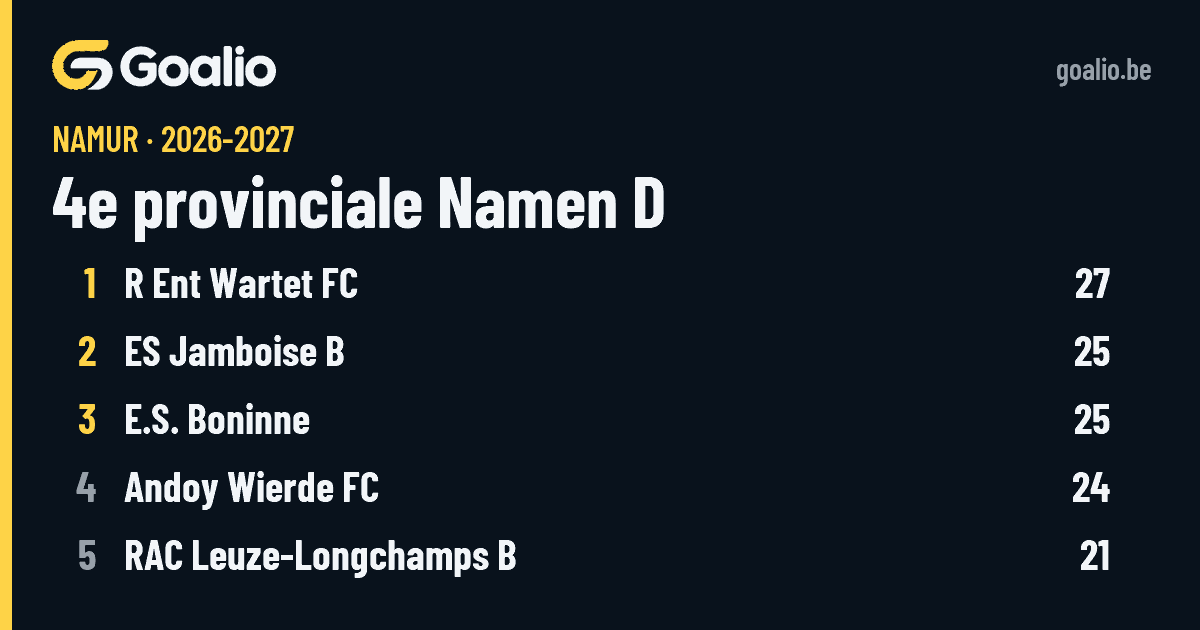 Goalio goalio.be
NAMUR · 2026-2027
4e provinciale Namen D
1 R Ent Wartet FC 27
2 ES Jamboise B 25
3 E.S. Boninne 25
4 Andoy Wierde FC 24
5 RAC Leuze-Longchamps B 21